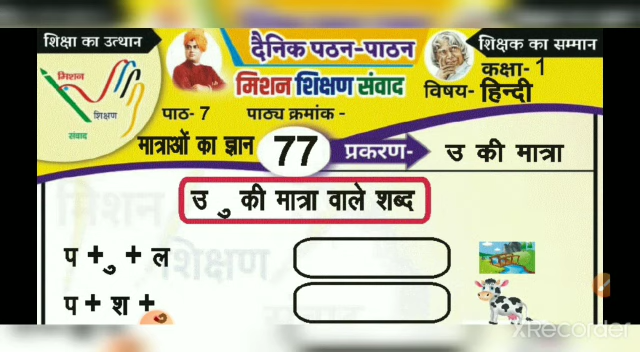 शिक्षा का उत्थान
दैनिक पठन-पाठन
शिक्षक का सम्मान
मिशन
शिक्षण
संवाद
मिशन शिक्षण संवाद
कक्षा- 1
विषय- हिन्दी
पाठ- 7
पाठ्य क्रमांक -
मात्राओं का ज्ञान
77
प्रकरण-
उ की मात्रा
उ ु की मात्रा वाले शब्द
प + ु + ल
प + श +
XRecorder